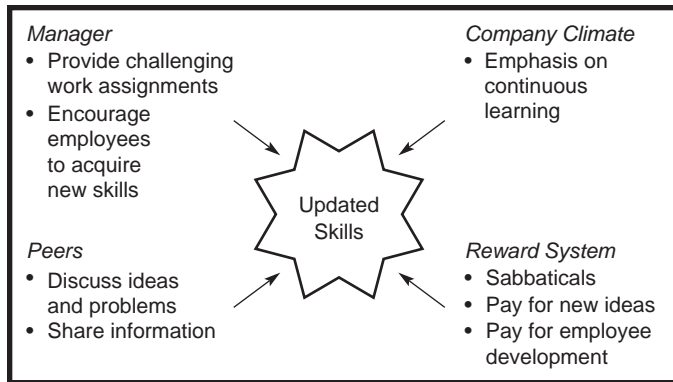 Manager
• Provide challenging
work assignments
• Encourage
employees
to acquire
new skills
Company Climate
• Emphasis on
continuous
learning
Updated
Skills
Peers
• Discuss ideas
and problems
• Share information
Reward System
• Sabbaticals
• Pay for new ideas
• Pay for employee
development